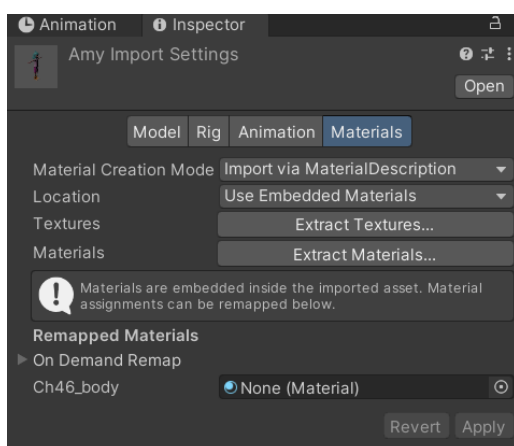 Animation Inspector
Amy Import Settings
Open
Model Rig Animation Materials
Material Creation Mode Import via MaterialDescription
Location Use Embedded Materials
Textures Extract Textures...
Materials Extract Materials...
Materials are embedded inside the imported asset. Material
assignments can be remapped below.
Remapped Materials
On Demand Remap
Ch46_body None (Material)
Revert Apply